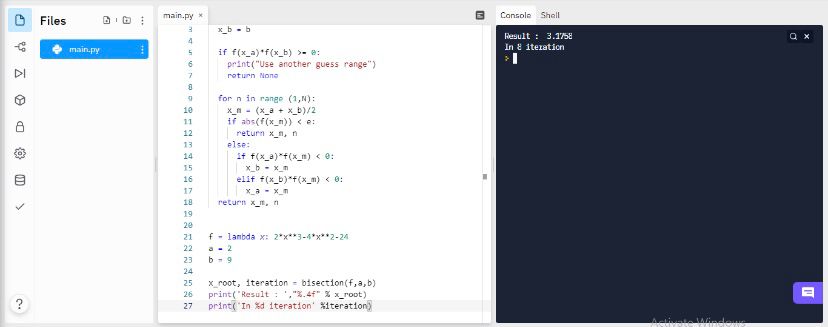 Files
main.py
main.py ×
3 x_b = b
4
5 if f(x_a)*f(x_b) >= 0:
6 print("Use another guess range")
7 return None
8
9 for n in range (1,N):
10 x_m = (x_a + x_b)/2
11 if abs(f(x_m)) < e:
12 return x_m, n
13 else:
14 if f(x_a)*f(x_m) < 0:
15 x_b = x_m
16 elif f(x_b)*f(x_m) < 0:
17 x_a = x_m
18 return x_m, n
19
20
21 f = lambda x: 2*x**3-4*x**2-24
22 a = 2
23 b = 9
24
25 x_root, iteration = bisection(f,a,b)
26 print('Result : ',"%.4f" % x_root)
27 print('In %d iteration' %iteration)
Console Shell
Result :  3.1758
In 8 iteration
>
?
Activate Windows